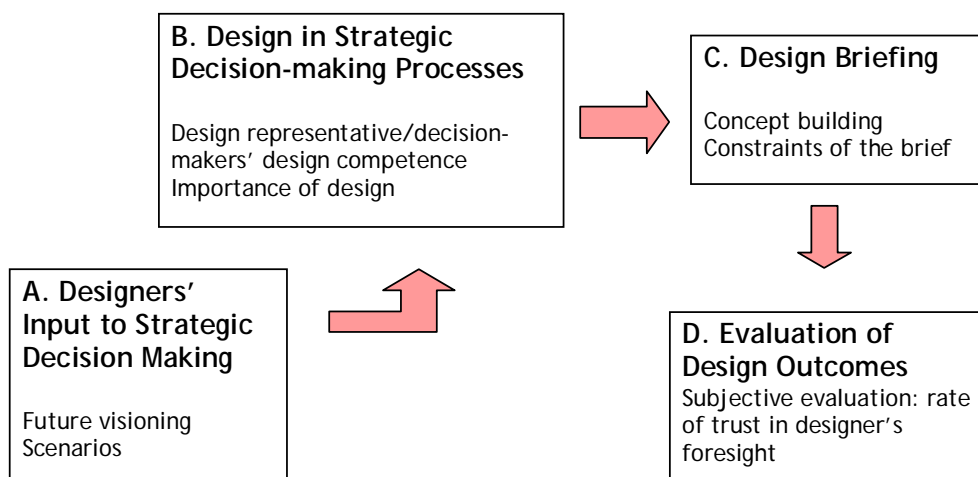 A. Designers'
Input to Strategic
Decision Making
Future visioning
Scenarios
B. Design in Strategic
Decision-making Processes
Design representative/decision-
makers' design competence
Importance of design
C. Design Briefing
Concept building
Constraints of the brief
D. Evaluation of
Design Outcomes
Subjective evaluation: rate
of trust in designer's
foresight